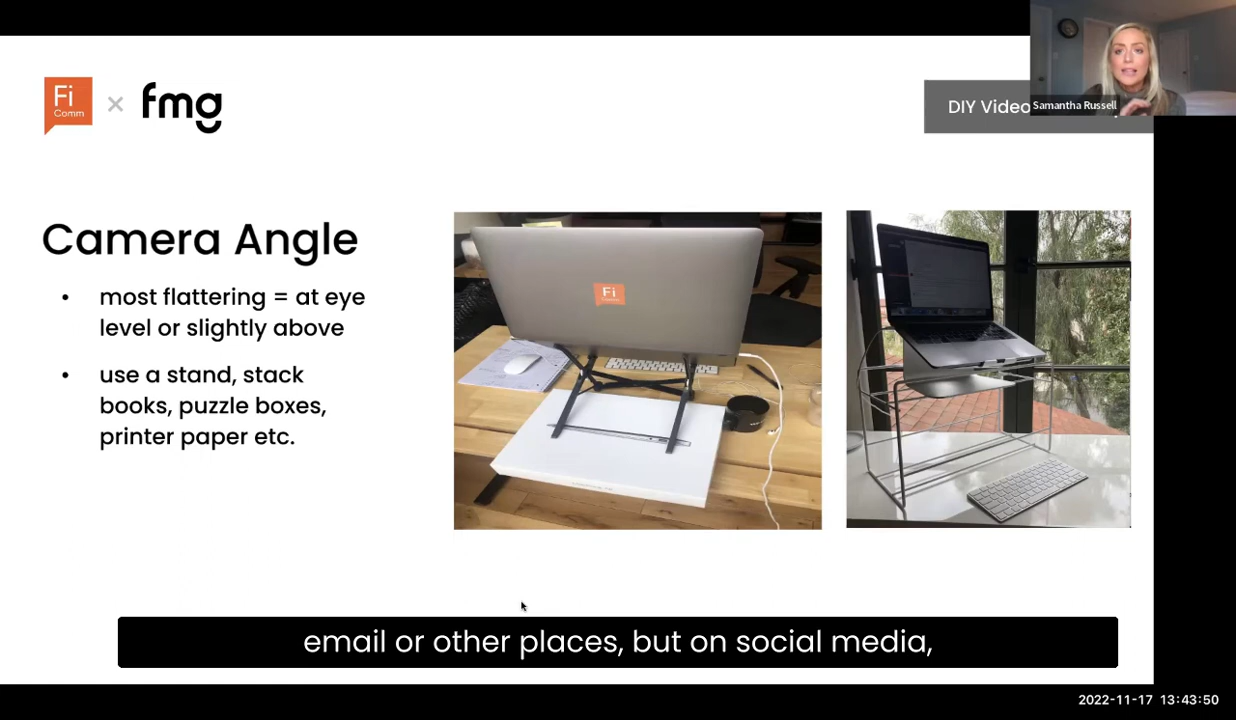 Fi
Comm
×
fmg
DIY Video
Samantha Russell
Camera Angle
• most flattering = at eye
level or slightly above
• use a stand, stack
books, puzzle boxes,
printer paper etc.
Fi
Comm
email or other places, but on social media,
2022-11-17 13:43:50